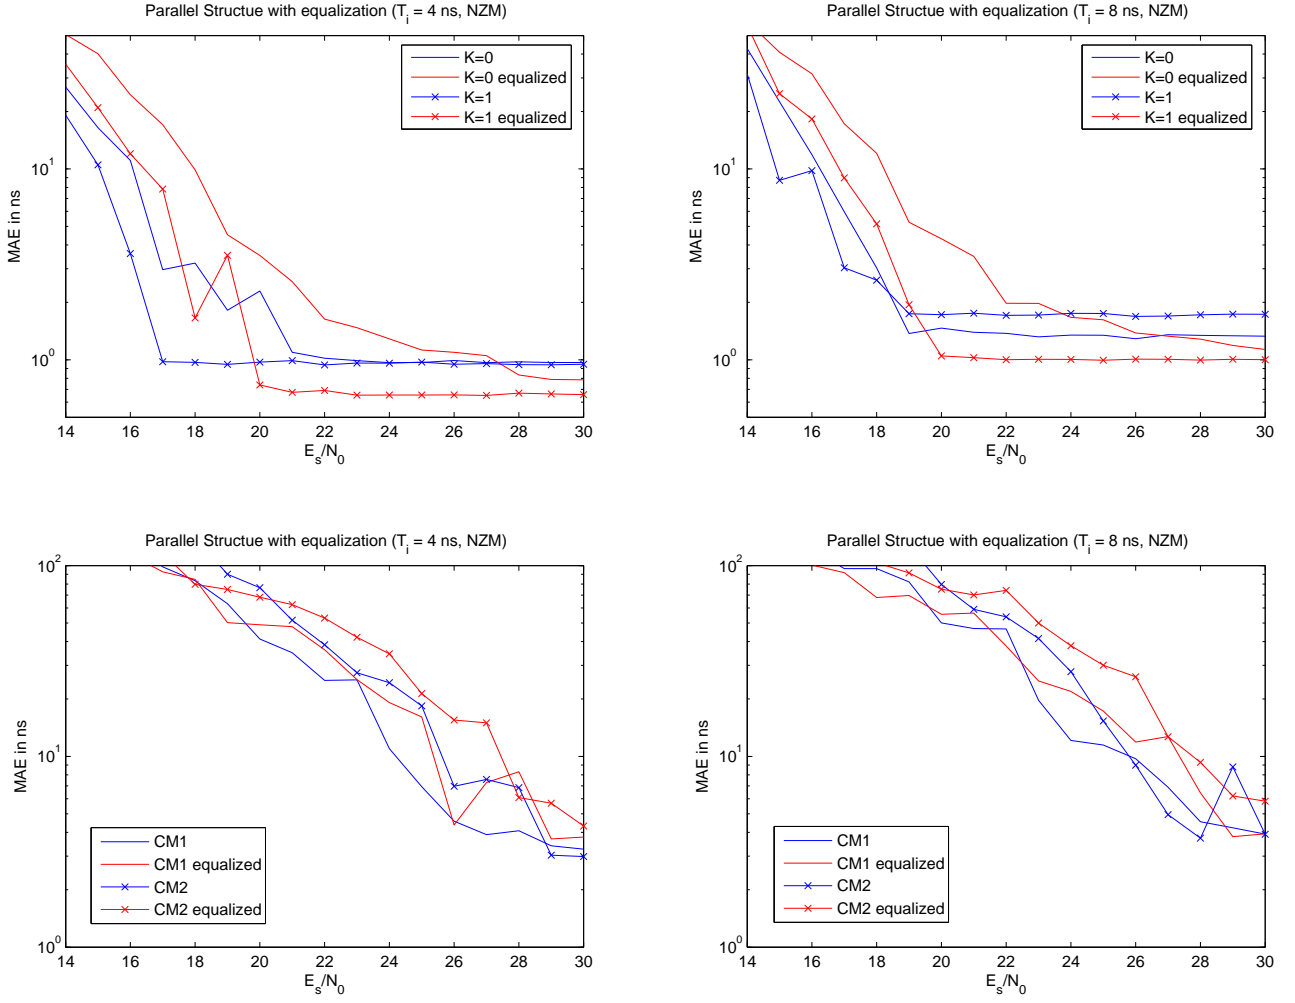 Parallel Structue with equalization (T_i = 4 ns, NZM)
K=0
K=0 equalized
K=1
K=1 equalized
MAE in ns
10^1
10^0
14 16 18 20 22 24 26 28 30
E_s/N_0
Parallel Structue with equalization (T_i = 8 ns, NZM)
K=0
K=0 equalized
K=1
K=1 equalized
MAE in ns
10^1
10^0
14 16 18 20 22 24 26 28 30
E_s/N_0
Parallel Structue with equalization (T_i = 4 ns, NZM)
MAE in ns
10^2
10^1
10^0
CM1
CM1 equalized
CM2
CM2 equalized
14 16 18 20 22 24 26 28 30
E_s/N_0
Parallel Structue with equalization (T_i = 8 ns, NZM)
MAE in ns
10^2
10^1
10^0
CM1
CM1 equalized
CM2
CM2 equalized
14 16 18 20 22 24 26 28 30
E_s/N_0